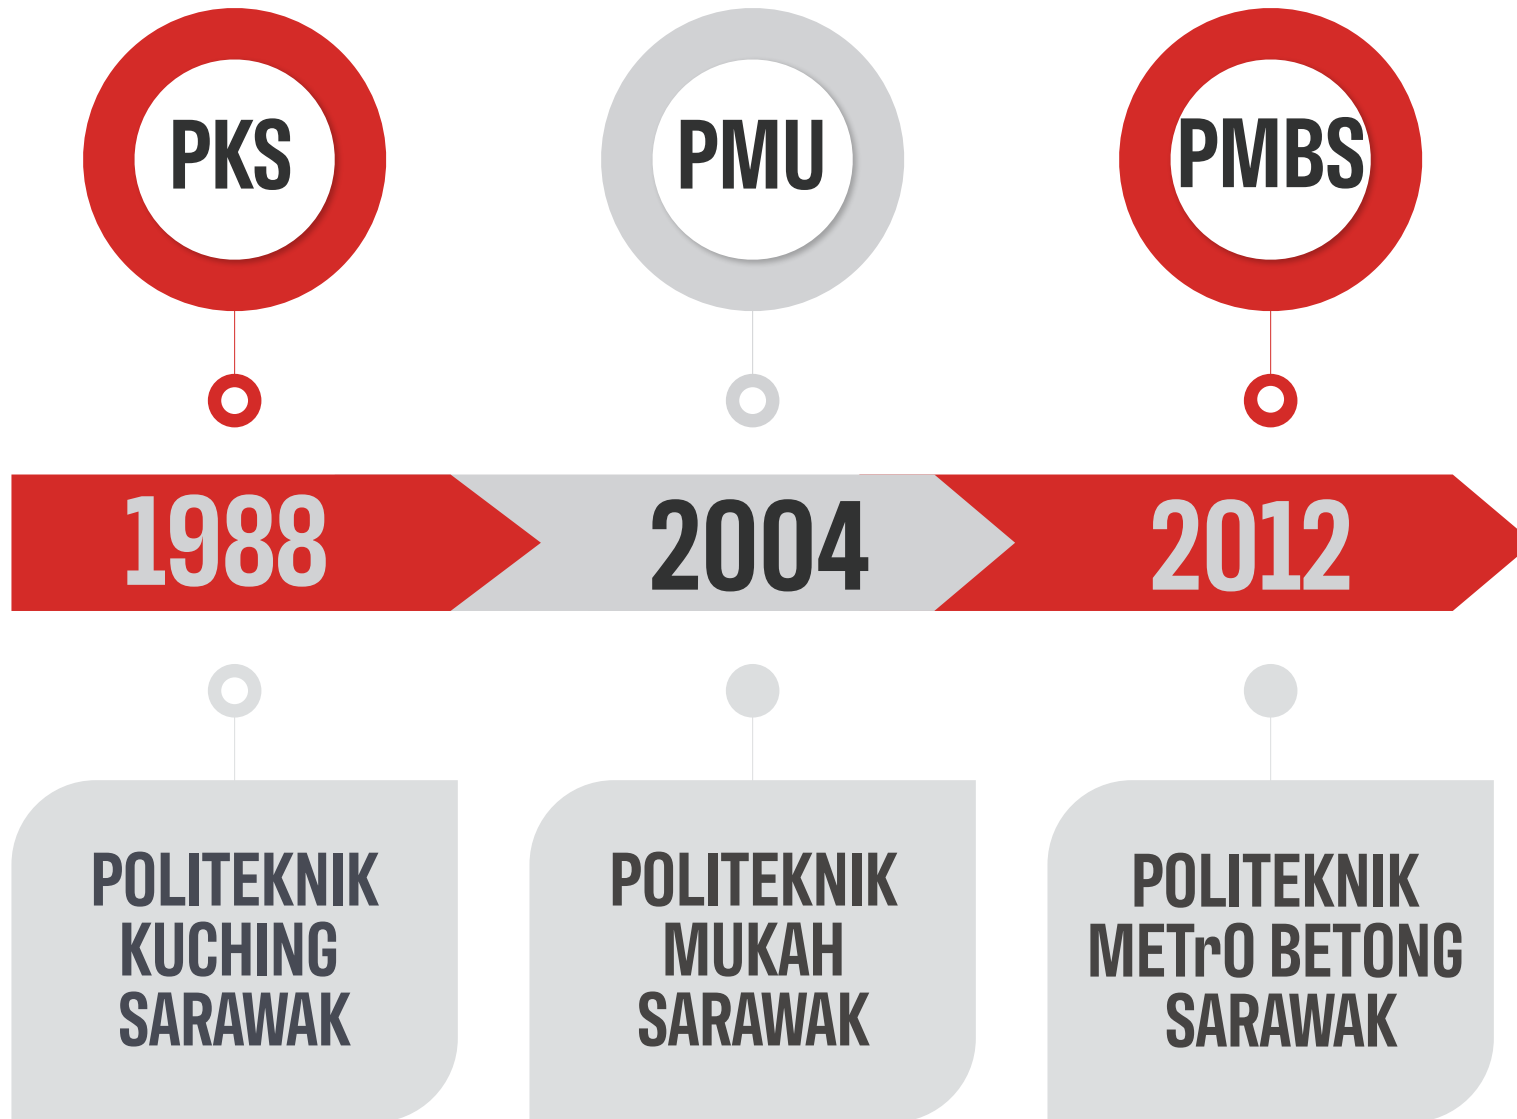 PKS
PMU
PMBS
1988
2004
2012
POLITEKNIK
KUCHING
SARAWAK
POLITEKNIK
MUKAH
SARAWAK
POLITEKNIK
METrO BETONG
SARAWAK